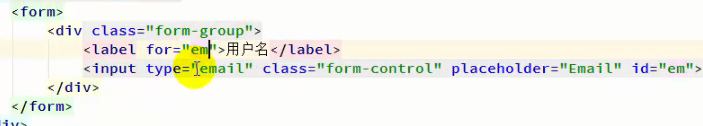 <form>
<div class="form-group">
<label for="em">用户名</label>
<input type="email" class="form-control" placeholder="Email" id="em">
</div>
</form>
div>